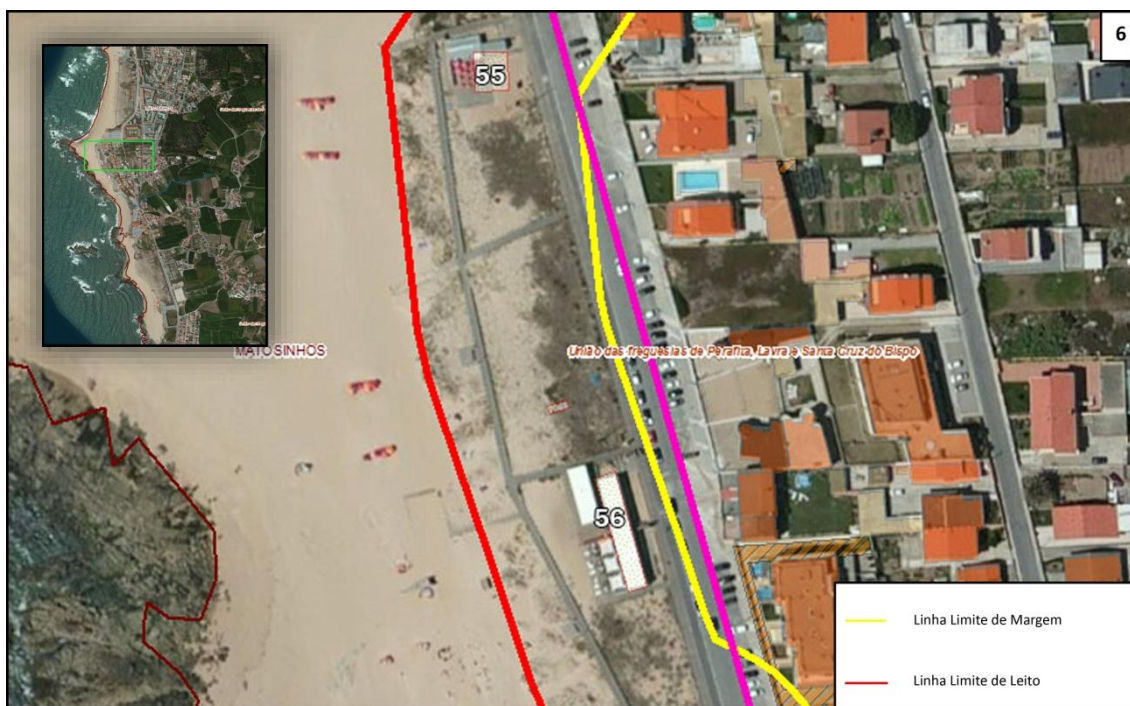 6
55
MATOSINHOS
União das freguesias de Perafita, Lavra e Santa Cruz do Bispo
56
Linha Limite de Margem
Linha Limite de Leito